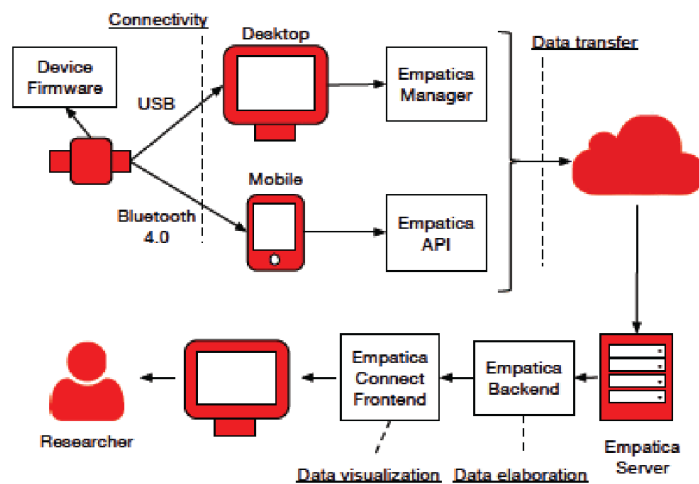 Connectivity
Desktop
Data transfer
Device
Firmware
USB
Empatica
Manager
Mobile
Bluetooth
4.0
Empatica
API
Empatica
Connect
Frontend
Empatica
Backend
Researcher
Empatica
Server
Data visualization
Data elaboration